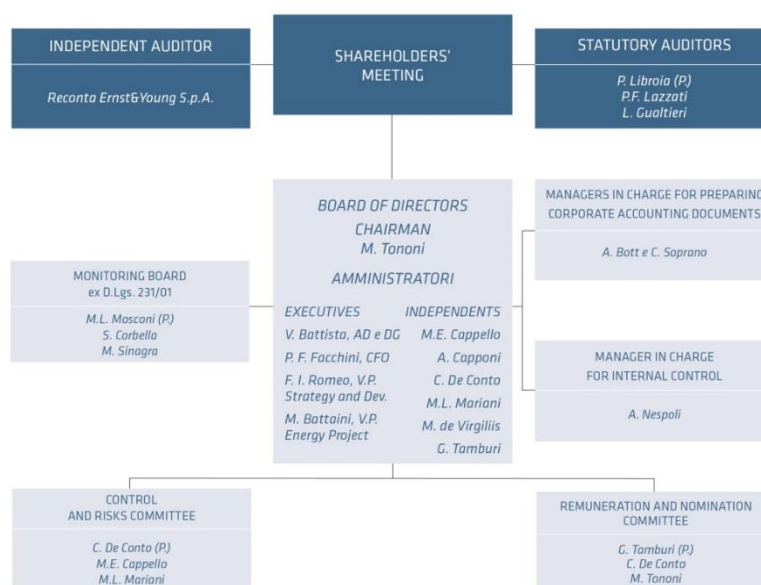 INDEPENDENT AUDITOR
Reconta Ernst&Young S.p.A.
SHAREHOLDERS'
MEETING
STATUTORY AUDITORS
P. Libroia (P.)
P.F. Lazzati
L. Gualtieri
BOARD OF DIRECTORS
CHAIRMAN
M. Tononi
AMMINISTRATORI
EXECUTIVES
V. Battista, AD e DG
P. F. Facchini, CFO
F. I. Romeo, V.P.
Strategy and Dev.
M. Battaini, V.P.
Energy Project
INDEPENDENTS
M.E. Cappello
A. Capponi
C. De Conto
M.L. Mariani
M. de Virgiliis
G. Tamburi
MONITORING BOARD
ex D.Lgs. 231/01
M.L. Mosconi (P.)
S. Corbella
M. Sinagra
MANAGERS IN CHARGE FOR PREPARING
CORPORATE ACCOUNTING DOCUMENTS
A. Bott e C. Soprano
MANAGER IN CHARGE
FOR INTERNAL CONTROL
A. Nespoli
CONTROL
AND RISKS COMMITTEE
C. De Conto (P.)
M.E. Cappello
M.L. Mariani
REMUNERATION AND NOMINATION
COMMITTEE
G. Tamburi (P.)
C. De Conto
M. Tononi